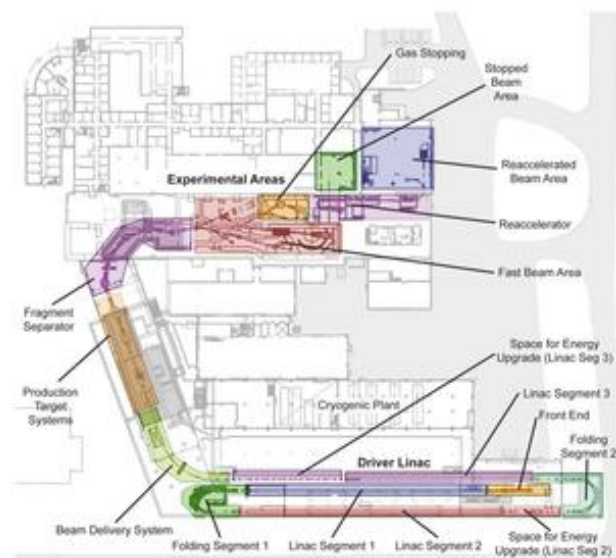 Gas Stopping
Stopped
Beam
Area
Experimental Areas
Reaccelerated
Beam Area
Reaccelerator
Fast Beam Area
Fragment
Separator
Production
Target
Systems
Space for Energy
Upgrade (Linac Seg 3)
Cryogenic Plant
Linac Segment 3
Front End
Folding
Segment 2
Driver Linac
Beam Delivery System
Folding Segment 1
Linac Segment 1
Linac Segment 2
Space for Energy
Upgrade (Linac Seg